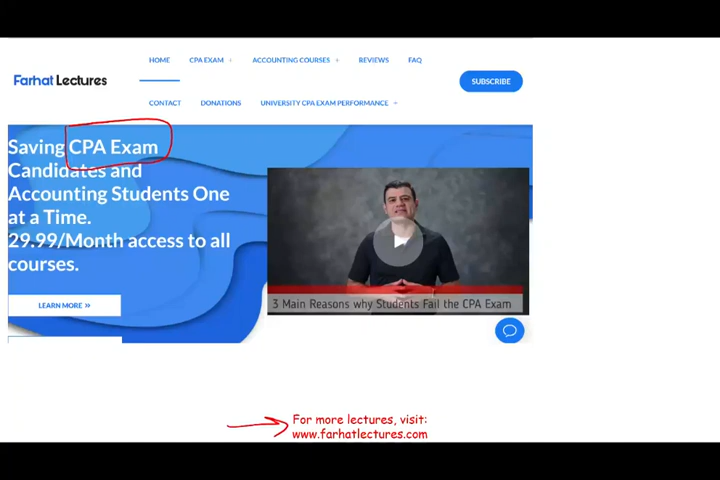 HOME CPA EXAM ACCOUNTING COURSES REVIEWS FAQ
Farhat Lectures
SUBSCRIBE
CONTACT DONATIONS UNIVERSITY CPA EXAM PERFORMANCE
Saving CPA Exam
Candidates and
Accounting Students One
at a Time.
29.99/Month access to all
courses.
LEARN MORE »
3 Main Reasons why Students Fail the CPA Exam
For more lectures, visit:
www.farhatlectures.com